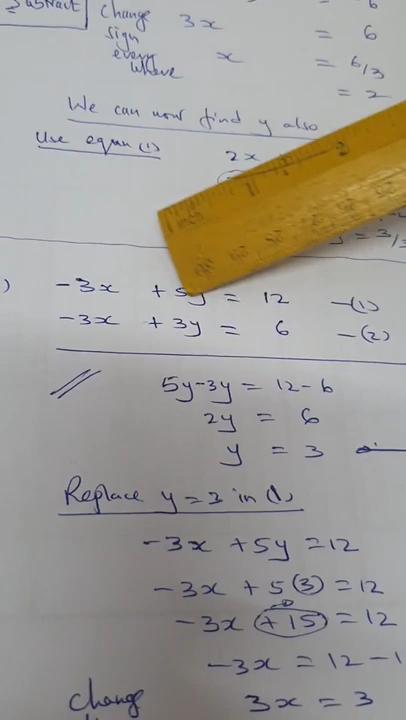 change 3x = 6
sign
every x = 6/3
where
= 2
We can now find y also
Use equan (1) 2x
) -3x + 5y = 12 -(1)
-3x + 3y = 6 -(2)
5y-3y = 12-6
2y = 6
y = 3
Replace y=3 in (1)
-3x +5y =12
-3x + 5(3) = 12
-3x +15 = 12
-3x = 12-1
Change 3x = 3